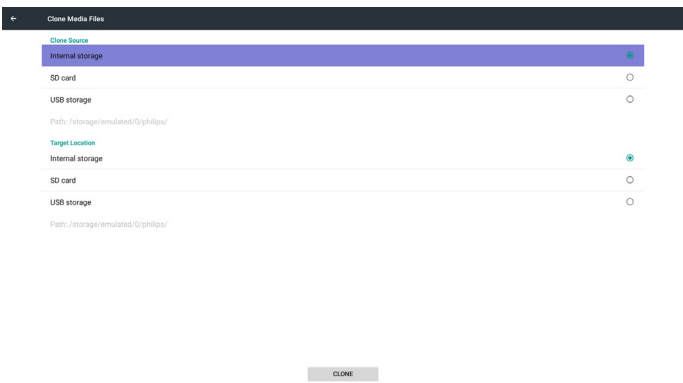 Clone Media Files
Clone Source
Internal storage
SD card
USB storage
Path: /storage/emulated/0/philips/
Target Location
Internal storage
SD card
USB storage
Path: /storage/emulated/0/philips/
CLONE